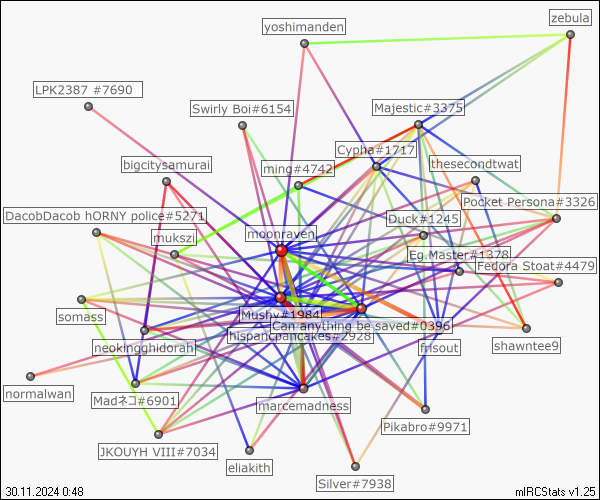 zebula
yoshimanden
LPK2387 #7690
Swirly Boi#6154
Majestic#3375
Cypha#1717
bigcitysamurai
ming#4742
thesecondtwat
Pocket Persona#3326
DacobDacob hORNY police#5271
Duck#1245
mukszi
moonraven
Eg.Master#1378
Fedora Stoat#4479
somass
Mushy#1984
Can anything be saved#0396
hispancpancakes#2928
neokingghidorah
frisout
shawntee9
normalwan
Madネコ#6901
marcemadness
Pikabro#9971
JKOUYH VIII#7034
eliakith
Silver#7938
30.11.2024 0:48
mIRCStats v1.25